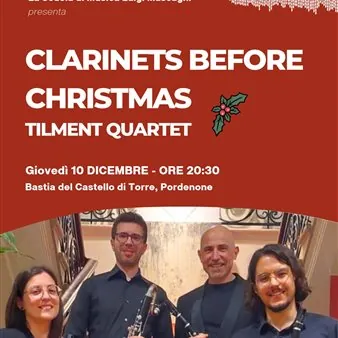 presenta
CLARINETS BEFORE
CHRISTMAS
TILMENT QUARTET
Giovedì 10 DICEMBRE - ORE 20:30
Bastia del Castello di Torre, Pordenone